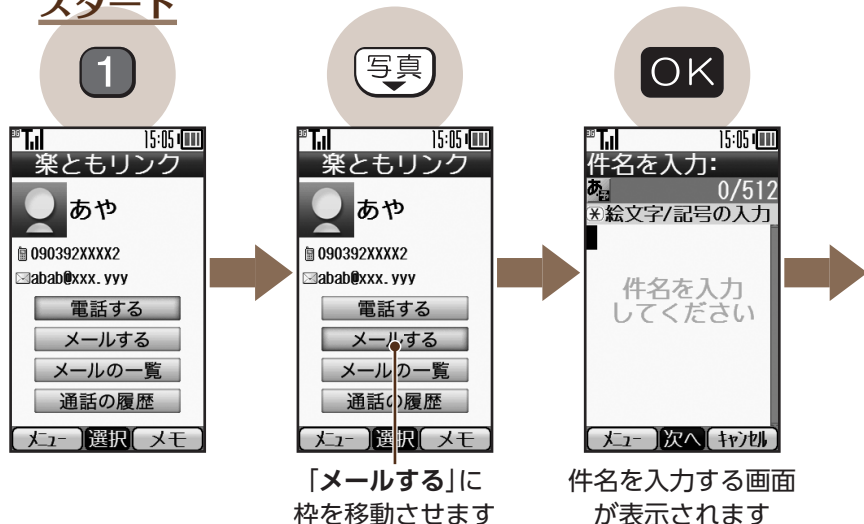 スタート
1
写真
OK
3G 15:05
楽ともリンク
あや
090392XXXX2
abab@xxx.yyy
電話する
メールする
メールの一覧
通話の履歴
メニュー 選択 メモ
3G 15:05
楽ともリンク
あや
090392XXXX2
abab@xxx.yyy
電話する
メールする
メールの一覧
通話の履歴
メニュー 選択 メモ
「メールする」に
枠を移動させます
3G 15:05
件名を入力:
あ 0/512
絵文字/記号の入力
件名を入力
してください
メニュー 次へ キャンセル
件名を入力する画面
が表示されます